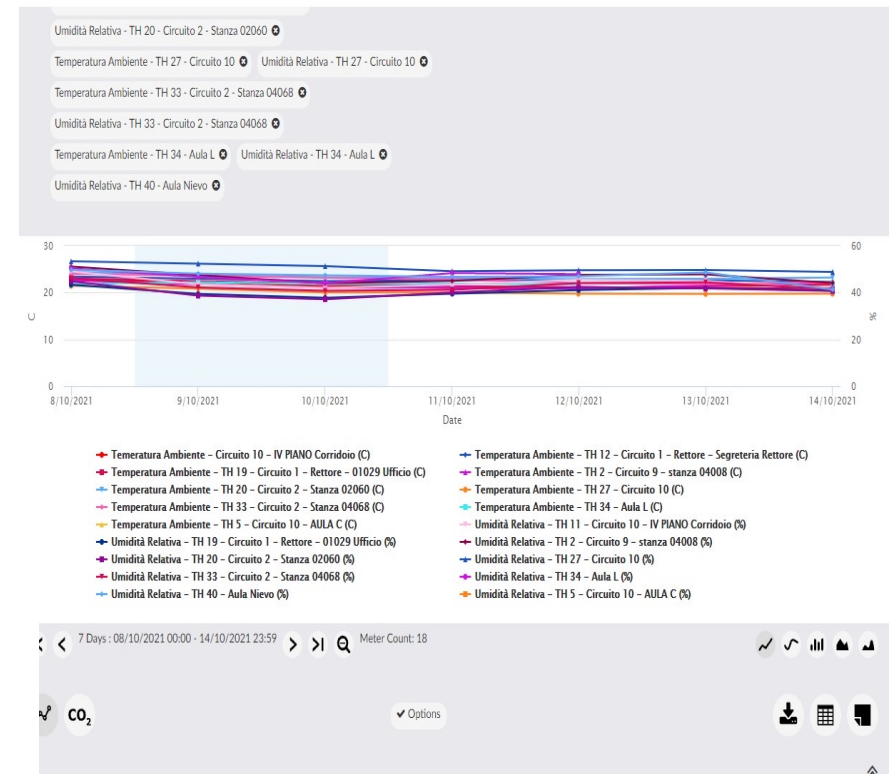 Umidità Relativa - TH 20 - Circuito 2 - Stanza 02060
Temperatura Ambiente - TH 27 - Circuito 10 Umidità Relativa - TH 27 - Circuito 10
Temperatura Ambiente - TH 33 - Circuito 2 - Stanza 04068
Umidità Relativa - TH 33 - Circuito 2 - Stanza 04068
Temperatura Ambiente - TH 34 - Aula L Umidità Relativa - TH 34 - Aula L
Umidità Relativa - TH 40 - Aula Nievo
30 60
20 40
C %
10 20
0 0
8/10/2021 9/10/2021 10/10/2021 11/10/2021 12/10/2021 13/10/2021 14/10/2021
Date
Temeratura Ambiente – Circuito 10 – IV PIANO Corridoio (C) Temperatura Ambiente – TH 12 – Circuito 1 – Rettore – Segreteria Rettore (C)
Temperatura Ambiente – TH 19 – Circuito 1 – Rettore – 01029 Ufficio (C) Temperatura Ambiente – TH 2 – Circuito 9 – stanza 04008 (C)
Temperatura Ambiente – TH 20 – Circuito 2 – Stanza 02060 (C) Temperatura Ambiente – TH 27 – Circuito 10 (C)
Temperatura Ambiente – TH 33 – Circuito 2 – Stanza 04068 (C) Temperatura Ambiente – TH 34 – Aula L (C)
Temperatura Ambiente – TH 5 – Circuito 10 – AULA C (C) Umidità Relativa – TH 11 – Circuito 10 – IV PIANO Corridoio (%)
Umidità Relativa – TH 19 – Circuito 1 – Rettore – 01029 Ufficio (%) Umidità Relativa – TH 2 – Circuito 9 – stanza 04008 (%)
Umidità Relativa – TH 20 – Circuito 2 – Stanza 02060 (%) Umidità Relativa – TH 27 – Circuito 10 (%)
Umidità Relativa – TH 33 – Circuito 2 – Stanza 04068 (%) Umidità Relativa – TH 34 – Aula L (%)
Umidità Relativa – TH 40 – Aula Nievo (%) Umidità Relativa – TH 5 – Circuito 10 – AULA C (%)
7 Days : 08/10/2021 00:00 - 14/10/2021 23:59 Meter Count: 18
CO₂ Options